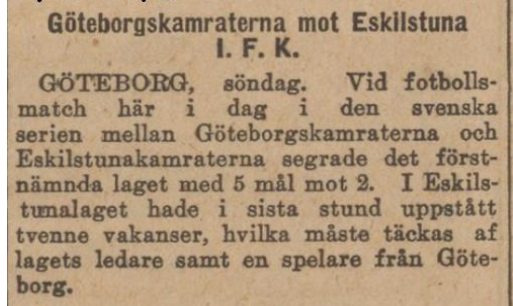 Göteborgskamraterna mot Eskilstuna
I. F. K.
GÖTEBORG, söndag. Vid fotbolls-
match här i dag i den svenska
serien mellan Göteborgskamraterna och
Eskilstunakamraterna segrade det först-
nämnda laget med 5 mål mot 2. I Eskils-
tunalaget hade i sista stund uppstått
tvenne vakanser, hvilka måste täckas af
lagets ledare samt en spelare från Göte-
borg.